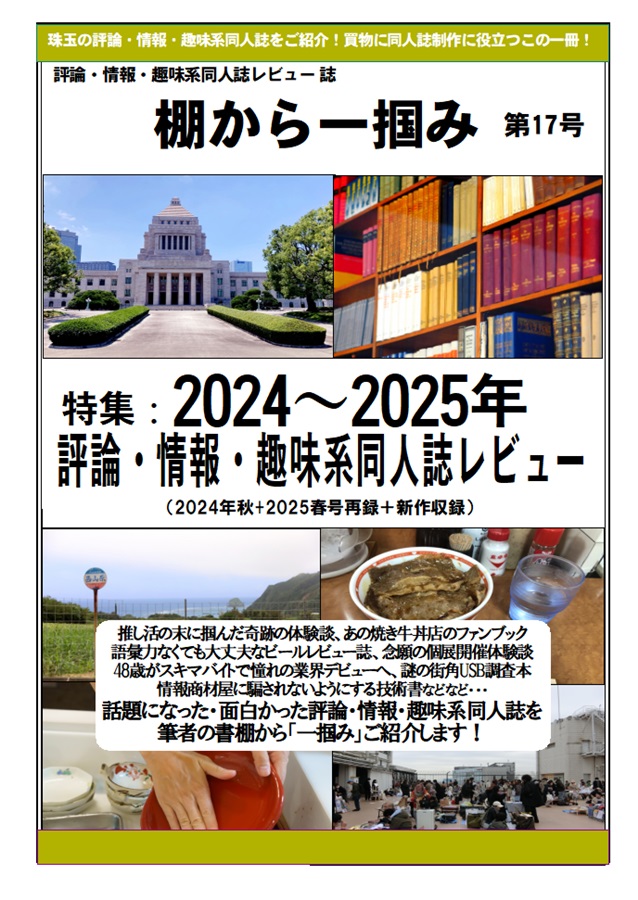 珠玉の評論・情報・趣味系同人誌をご紹介！買物に同人誌制作に役立つこの一冊！
評論・情報・趣味系同人誌レビュー誌
棚から一掴み 第17号
特集：2024～2025年
評論・情報・趣味系同人誌レビュー
（2024年秋+2025春号再録＋新作収録）
推し活の末に掴んだ奇跡の体験談、あの焼き牛丼店のファンブック
語彙力なくても大丈夫なビールレビュー誌、念願の個展開催体験談
48歳がスキマバイトで憧れの業界デビューへ、謎の街角USB調査本
情報商材屋に騙されないようにする技術書などなど・・・
話題になった・面白かった評論・情報・趣味系同人誌を
筆者の書棚から「一掴み」ご紹介します！